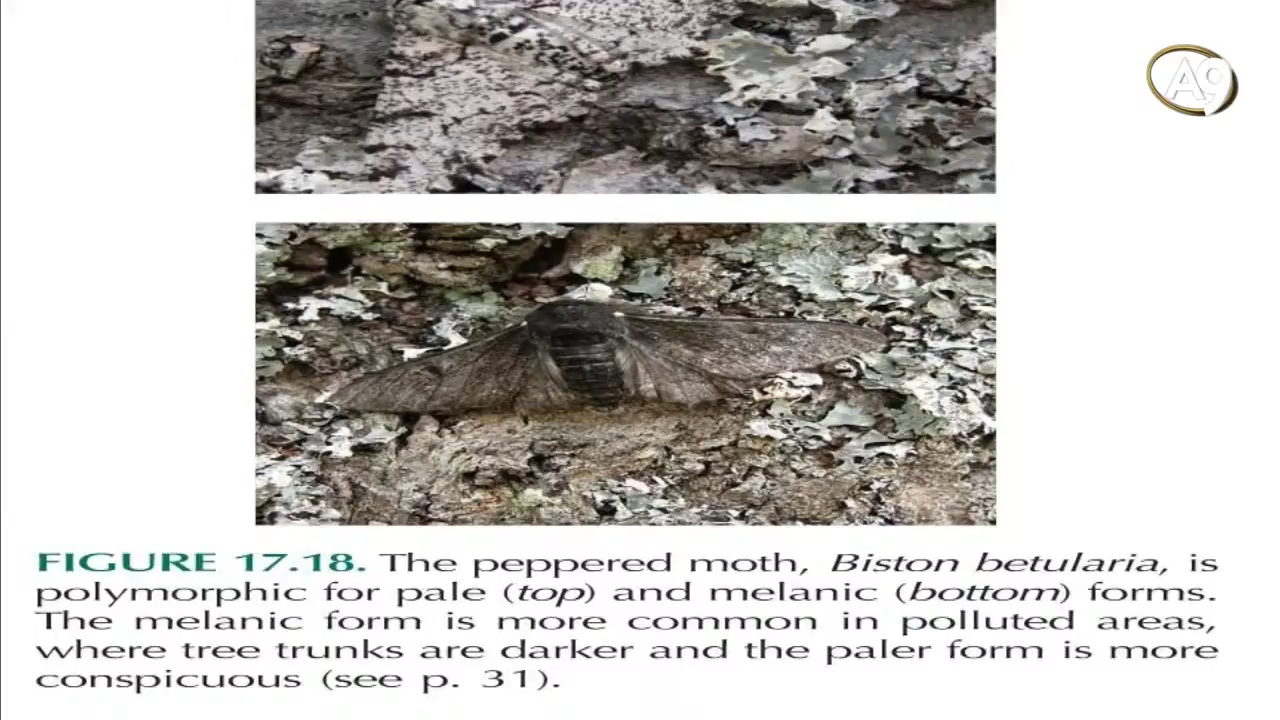 A9
FIGURE 17.18. The peppered moth, Biston betularia, is
polymorphic for pale (top) and melanic (bottom) forms.
The melanic form is more common in polluted areas,
where tree trunks are darker and the paler form is more
conspicuous (see p. 31).